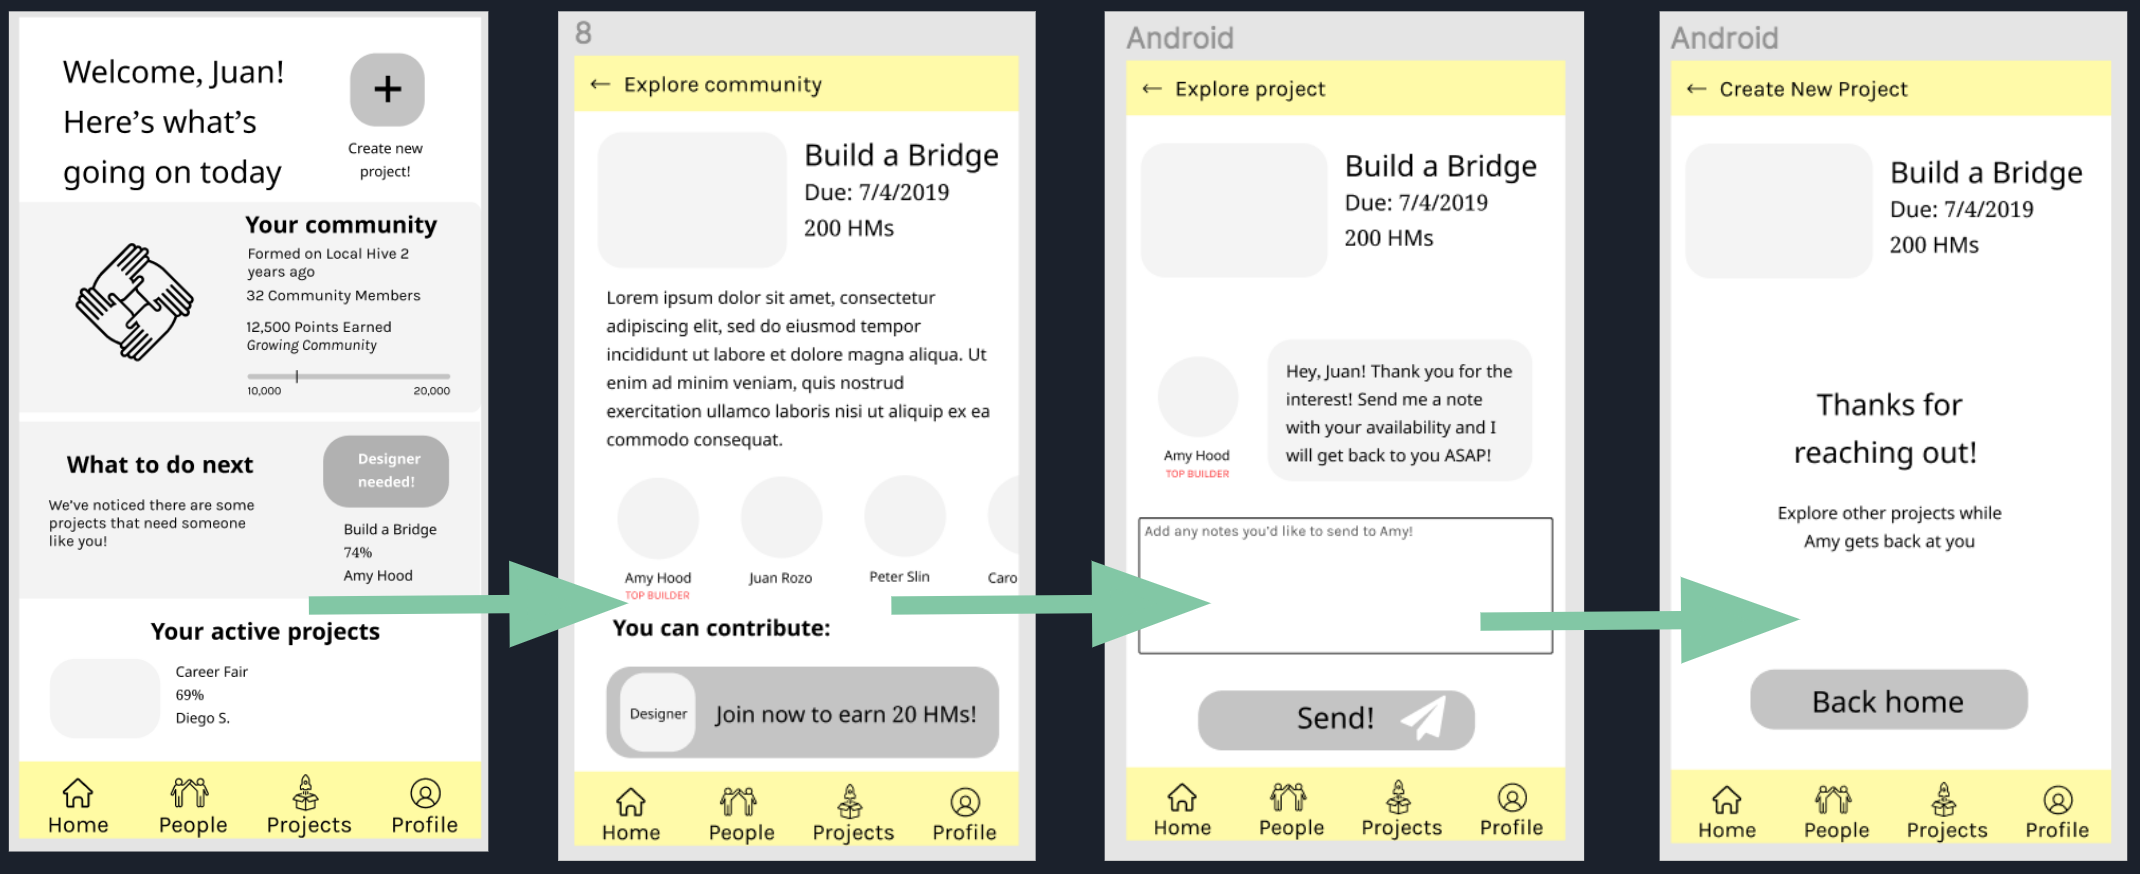 Welcome, Juan!
Here's what's
going on today
+
Create new
project!
Your community
Formed on Local Hive 2
years ago
32 Community Members
12,500 Points Earned
Growing Community
10,000
20,000
What to do next
We've noticed there are some
projects that need someone
like you!
Designer
needed!
Build a Bridge
74%
Amy Hood
Your active projects
Career Fair
69%
Diego S.
Home
People
Projects
Profile
8
← Explore community
Build a Bridge
Due: 7/4/2019
200 HMs
Lorem ipsum dolor sit amet, consectetur
adipiscing elit, sed do eiusmod tempor
incididunt ut labore et dolore magna aliqua. Ut
enim ad minim veniam, quis nostrud
exercitation ullamco laboris nisi ut aliquip ex ea
commodo consequat.
Amy Hood
TOP BUILDER
Juan Rozo
Peter Slin
Caro
You can contribute:
Designer
Join now to earn 20 HMs!
Home
People
Projects
Profile
Android
← Explore project
Build a Bridge
Due: 7/4/2019
200 HMs
Amy Hood
TOP BUILDER
Hey, Juan! Thank you for the
interest! Send me a note
with your availability and I
will get back to you ASAP!
Add any notes you'd like to send to Amy!
Send!
Home
People
Projects
Profile
Android
← Create New Project
Build a Bridge
Due: 7/4/2019
200 HMs
Thanks for
reaching out!
Explore other projects while
Amy gets back at you
Back home
Home
People
Projects
Profile